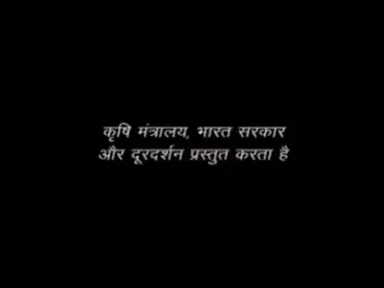 कृषि मंत्रालय, भारत सरकार
और दूरदर्शन प्रस्तुत करता है